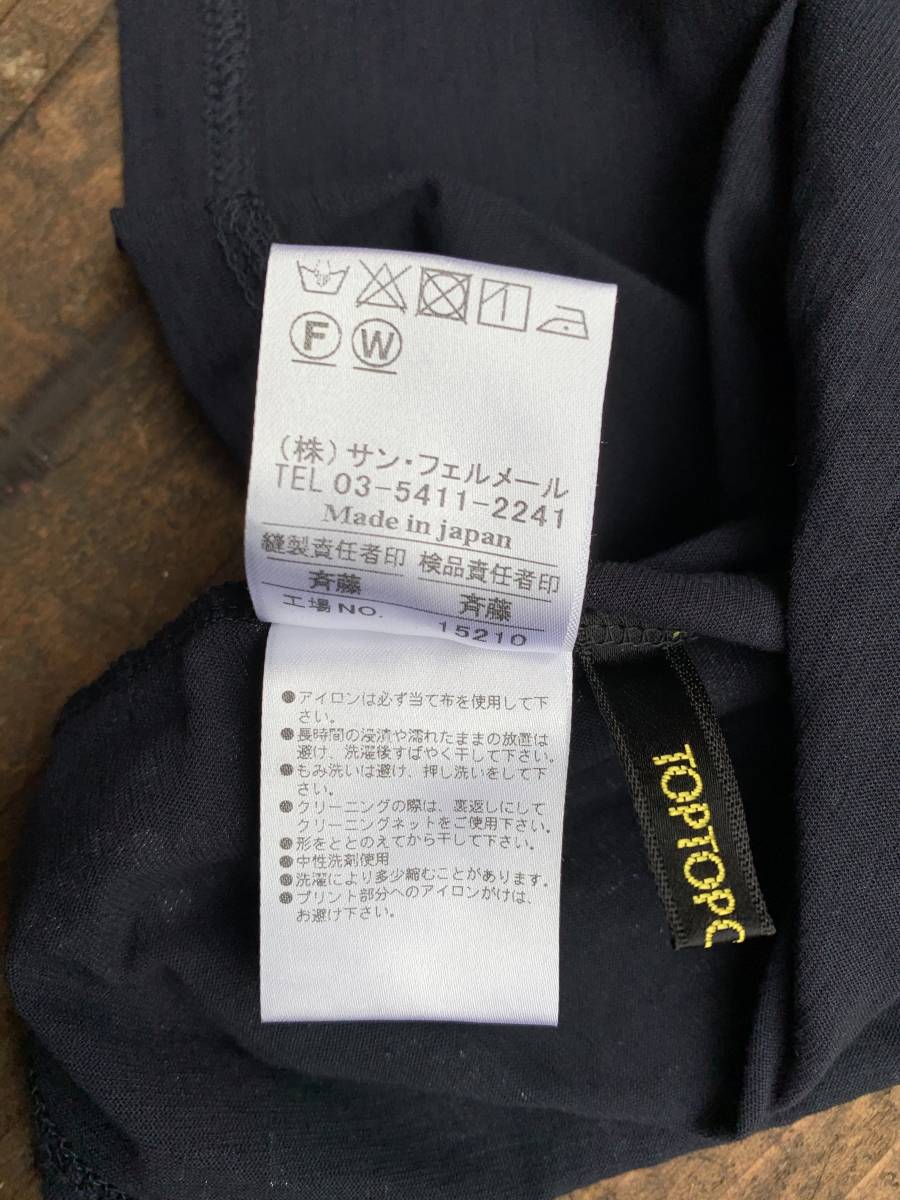 F W
(株)サン・フェルメール
TEL 03-5411-2241
Made in japan
縫製責任者印 検品責任者印
斉藤 斉藤
工場NO. 15210
●アイロンは必ず当て布を使用して下
さい。
●長時間の浸漬や濡れたままの放置は
避け、洗濯後すばやく干して下さい。
●もみ洗いは避け、押し洗いをして下
さい。
●クリーニングの際は、裏返しにして
クリーニングネットをご使用下さい。
●形をととのえてから干して下さい。
●中性洗剤使用
●洗濯により多少縮むことがあります。
●プリント部分へのアイロンがけは、
お避け下さい。
TOPTOPO